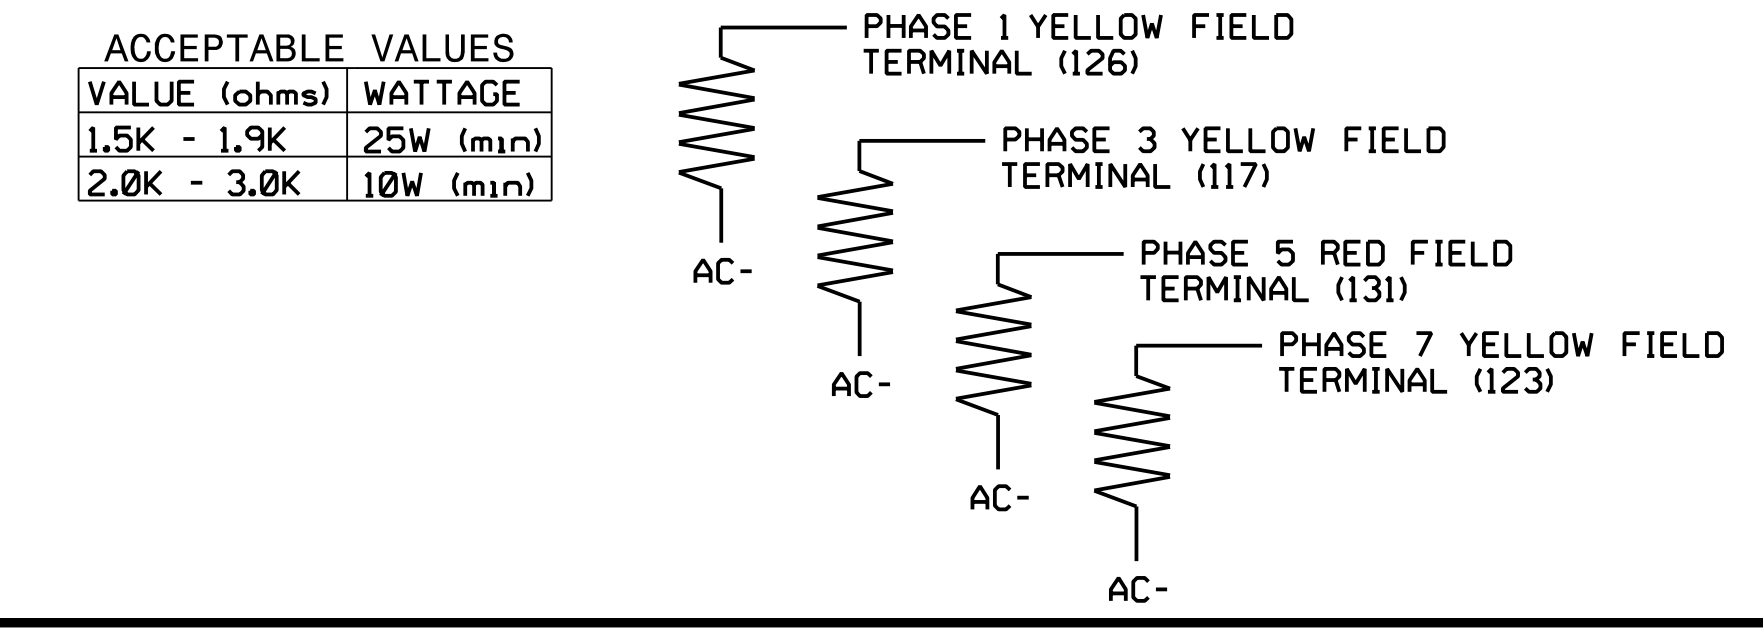 ACCEPTABLE VALUES
VALUE (ohms) WATTAGE
1.5K - 1.9K 25W (min)
2.0K - 3.0K 10W (min)
PHASE 1 YELLOW FIELD
TERMINAL (126)
AC-
PHASE 3 YELLOW FIELD
TERMINAL (117)
AC-
PHASE 5 RED FIELD
TERMINAL (131)
AC-
PHASE 7 YELLOW FIELD
TERMINAL (123)
AC-